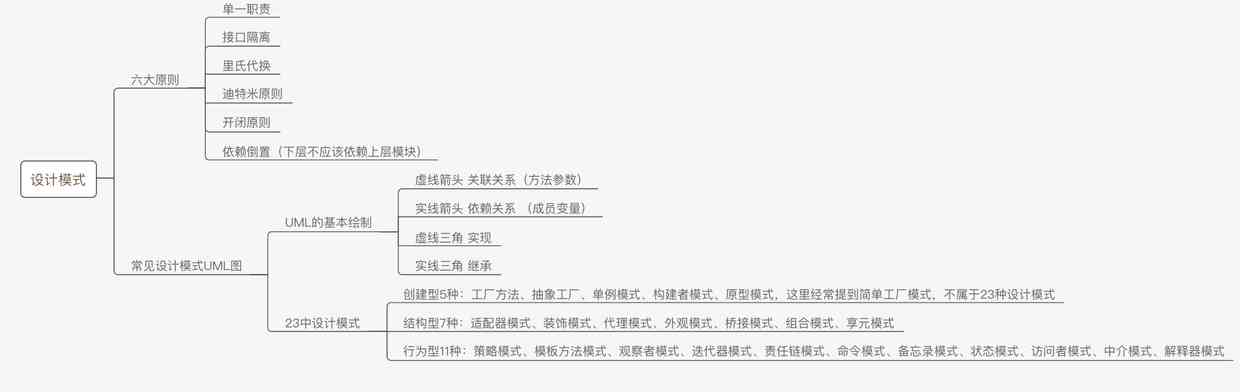 单一职责
接口隔离
里氏代换
六大原则
迪特米原则
开闭原则
依赖倒置（下层不应该依赖上层模块）
设计模式
虚线箭头 关联关系（方法参数）
实线箭头 依赖关系 （成员变量）
UML的基本绘制
虚线三角 实现
实线三角 继承
常见设计模式UML图
创建型5种：工厂方法、抽象工厂、单例模式、构建者模式、原型模式，这里经常提到简单工厂模式，不属于23种设计模式
23中设计模式
结构型7种：适配器模式、装饰模式、代理模式、外观模式、桥接模式、组合模式、享元模式
行为型11种：策略模式、模板方法模式、观察者模式、迭代器模式、责任链模式、命令模式、备忘录模式、状态模式、访问者模式、中介模式、解释器模式